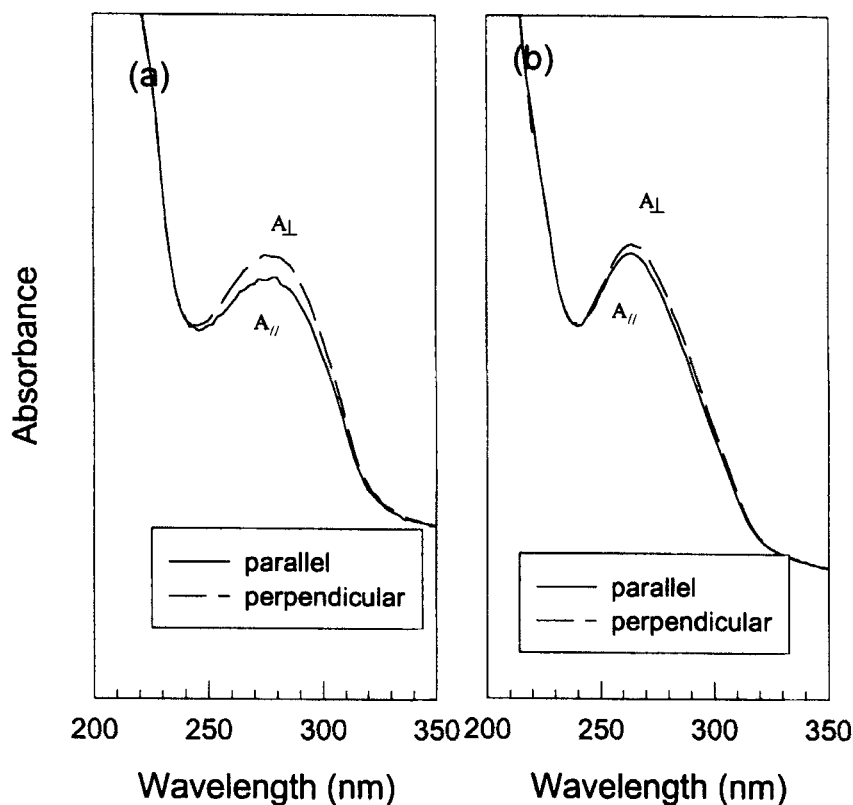 (a)
A⊥
A//
Absorbance
parallel
perpendicular
200 250 300 350
Wavelength (nm)
(b)
A⊥
A//
parallel
perpendicular
200 250 300 350
Wavelength (nm)